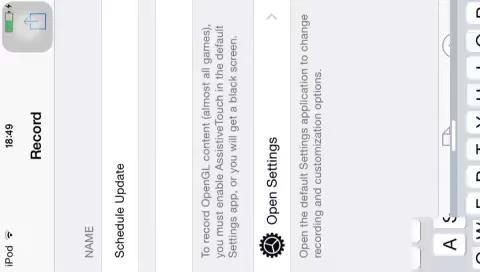 iPod 18:49
Record
NAME
Schedule Update
To record OpenGL content (almost all games),
you must enable AssistiveTouch in the default
Settings app, or you will get a black screen.
Open Settings
Open the default Settings application to change
recording and customization options.
A S